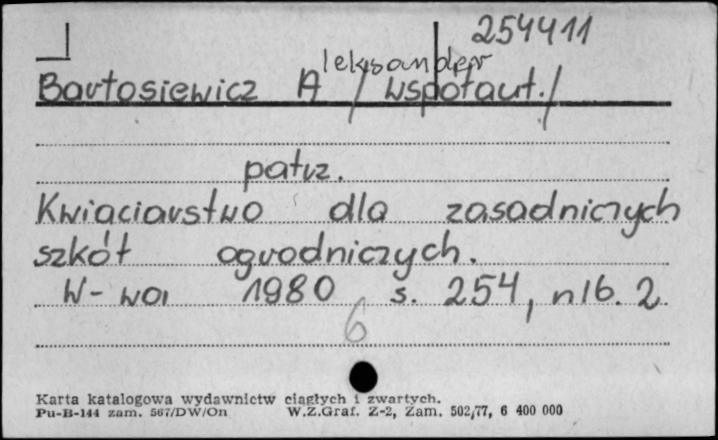 254411
leksander
Bartosiewicz A /współaut./
patrz.
Kwiaciarstwo dla zasadniczych
szkół ogrodniczych.
W-wa 1980 s. 254, nlb. 2
6
Karta katalogowa wydawnictw ciągłych i zwartych.
Pu-B-144 zam. 567/DW/On W.Z.Graf. Z-2, Zam. 502/77, 6 400 000